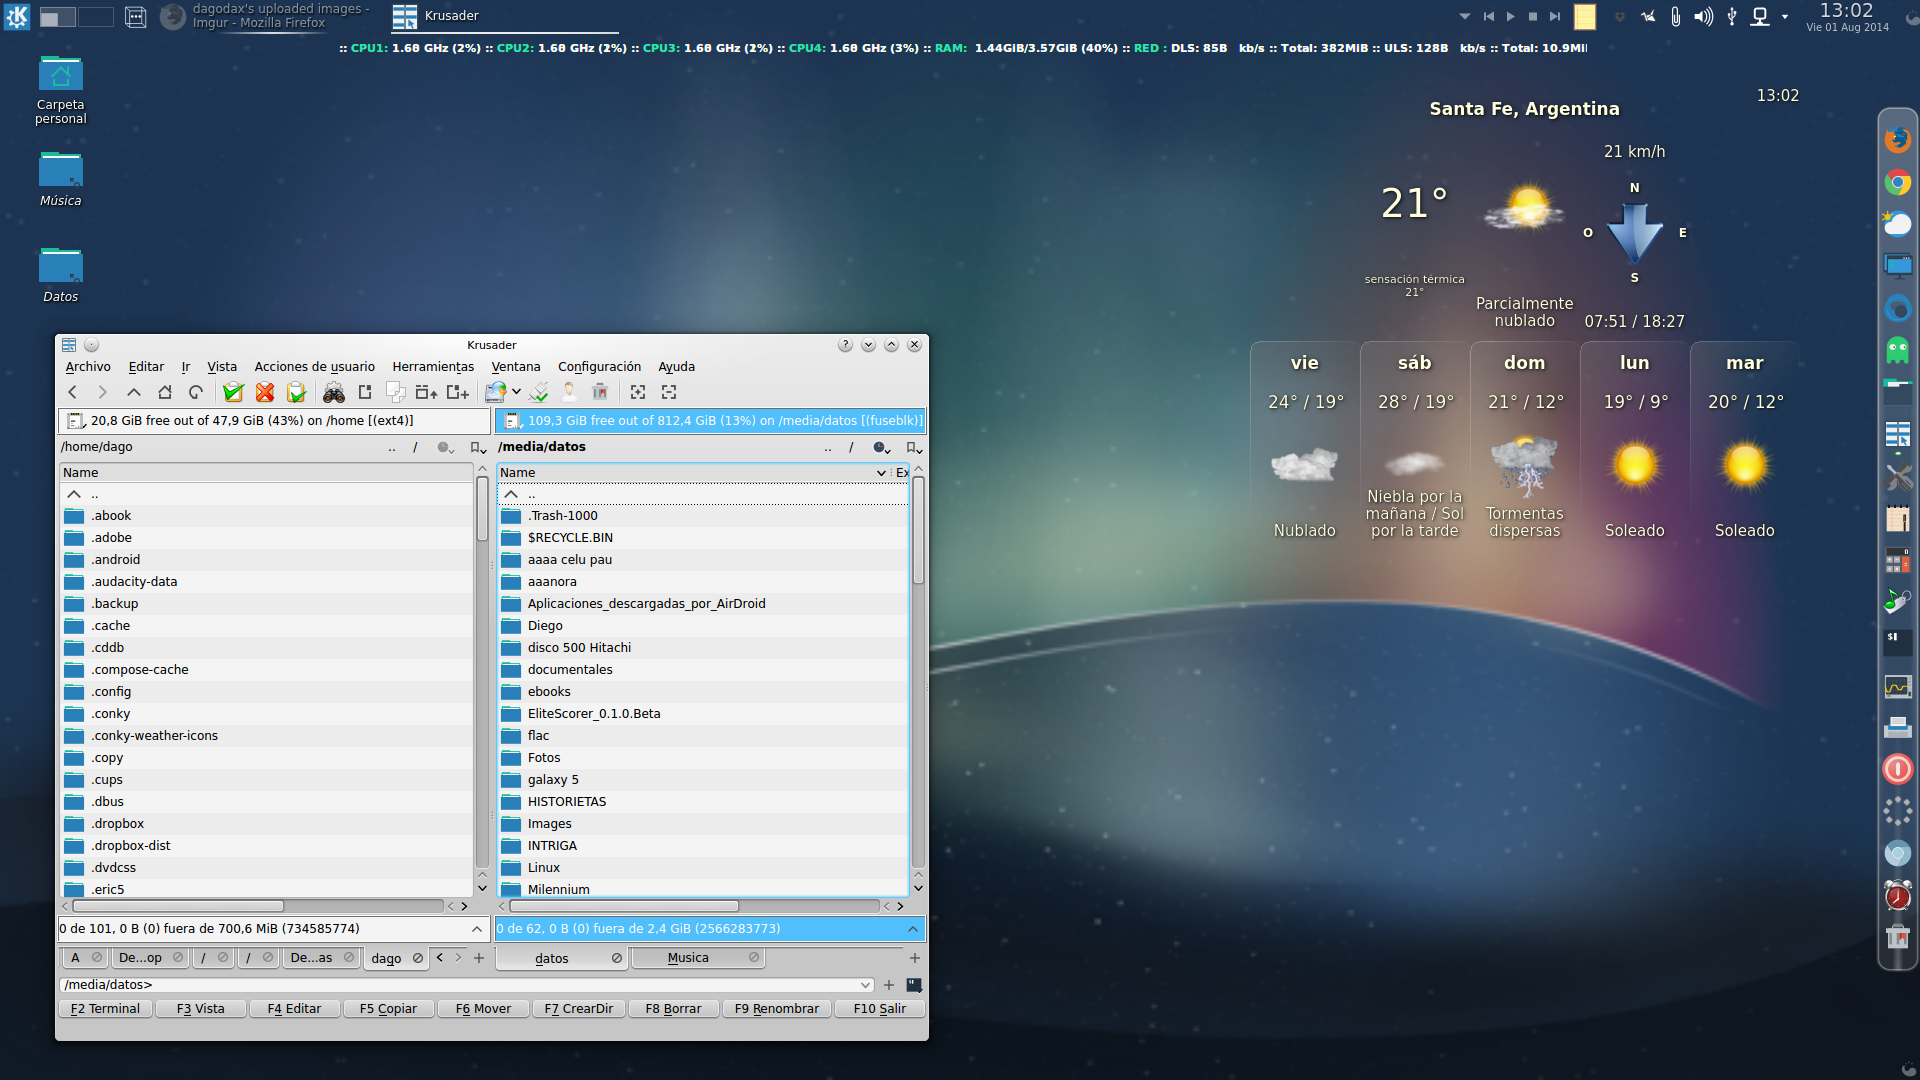 dagodax's uploaded images -
Imgur - Mozilla Firefox
Krusader
13:02
Vie 01 Aug 2014
:: CPU1: 1.60 GHz (2%) :: CPU2: 1.60 GHz (2%) :: CPU3: 1.60 GHz (2%) :: CPU4: 1.60 GHz (3%) :: RAM: 1.44GiB/3.57GiB (40%) :: RED : DLS: 85B kb/s :: Total: 382MiB :: ULS: 128B kb/s :: Total: 10.9Mi
Carpeta
personal
Música
Datos
13:02
Santa Fe, Argentina
21 km/h
21°
N
O
E
S
sensación térmica
21°
Parcialmente
nublado
07:51 / 18:27
vie
sáb
dom
lun
mar
24° / 19°
28° / 19°
21° / 12°
19° / 9°
20° / 12°
Nublado
Niebla por la
mañana / Sol
por la tarde
Tormentas
dispersas
Soleado
Soleado
Krusader
Archivo Editar Ir Vista Acciones de usuario Herramientas Ventana Configuración Ayuda
20,8 GiB free out of 47,9 GiB (43%) on /home [(ext4)]
109,3 GiB free out of 812,4 GiB (13%) on /media/datos [(fuseblk)]
/home/dago .. /
/media/datos .. /
Name
Name Ex
..
.abook
.adobe
.android
.audacity-data
.backup
.cache
.cddb
.compose-cache
.config
.conky
.conky-weather-icons
.copy
.cups
.dbus
.dropbox
.dropbox-dist
.dvdcss
.eric5
..
.Trash-1000
$RECYCLE.BIN
aaaa celu pau
aaanora
Aplicaciones_descargadas_por_AirDroid
Diego
disco 500 Hitachi
documentales
ebooks
EliteScorer_0.1.0.Beta
flac
Fotos
galaxy 5
HISTORIETAS
Images
INTRIGA
Linux
Milennium
0 de 101, 0 B (0) fuera de 700,6 MiB (734585774)
0 de 62, 0 B (0) fuera de 2,4 GiB (2566283773)
A De...op / / De...as dago
datos Musica
/media/datos>
F2 Terminal F3 Vista F4 Editar F5 Copiar F6 Mover F7 CrearDir F8 Borrar F9 Renombrar F10 Salir
$